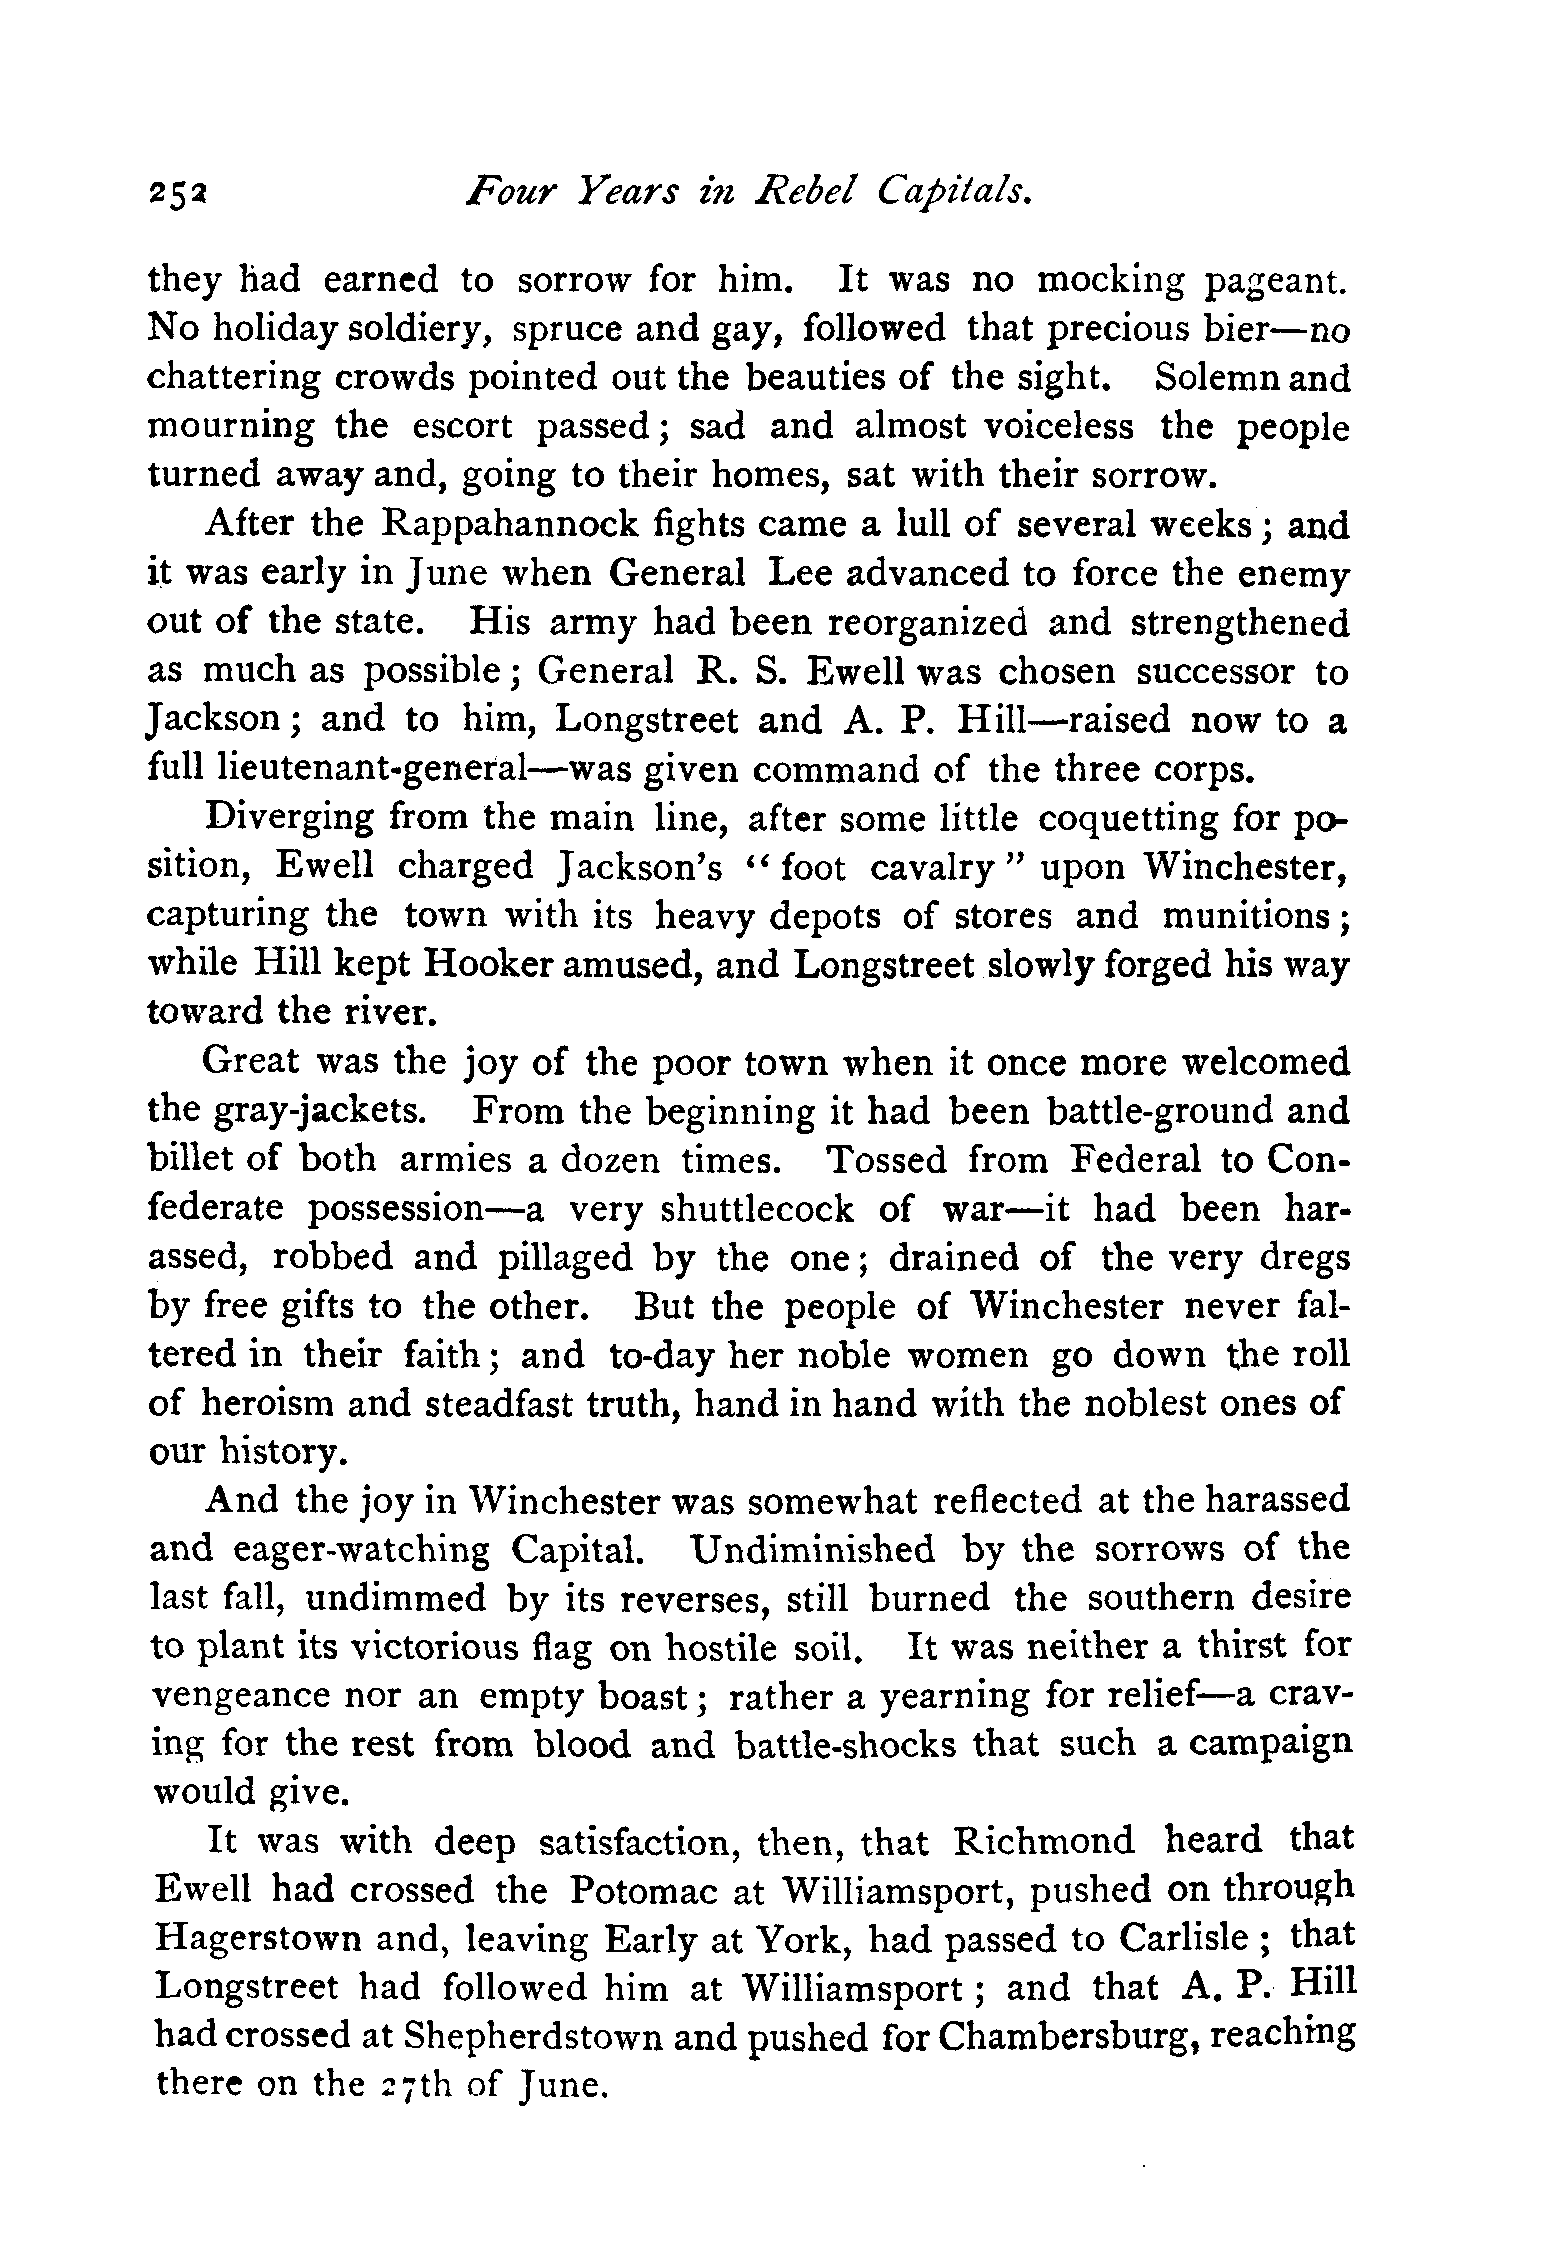 252 Four Years in Rebel Capitals.
they had earned to sorrow for him. It was no mocking pageant.
No holiday soldiery, spruce and gay, followed that precious bier—no
chattering crowds pointed out the beauties of the sight. Solemn and
mourning the escort passed; sad and almost voiceless the people
turned away and, going to their homes, sat with their sorrow.
After the Rappahannock fights came a lull of several weeks; and
it was early in June when General Lee advanced to force the enemy
out of the state. His army had been reorganized and strengthened
as much as possible; General R. S. Ewell was chosen successor to
Jackson; and to him, Longstreet and A. P. Hill—raised now to a
full lieutenant-general—was given command of the three corps.
Diverging from the main line, after some little coquetting for po-
sition, Ewell charged Jackson's "foot cavalry" upon Winchester,
capturing the town with its heavy depots of stores and munitions;
while Hill kept Hooker amused, and Longstreet slowly forged his way
toward the river.
Great was the joy of the poor town when it once more welcomed
the gray-jackets. From the beginning it had been battle-ground and
billet of both armies a dozen times. Tossed from Federal to Con-
federate possession—a very shuttlecock of war—it had been har-
assed, robbed and pillaged by the one; drained of the very dregs
by free gifts to the other. But the people of Winchester never fal-
tered in their faith; and to-day her noble women go down the roll
of heroism and steadfast truth, hand in hand with the noblest ones of
our history.
And the joy in Winchester was somewhat reflected at the harassed
and eager-watching Capital. Undiminished by the sorrows of the
last fall, undimmed by its reverses, still burned the southern desire
to plant its victorious flag on hostile soil. It was neither a thirst for
vengeance nor an empty boast; rather a yearning for relief—a crav-
ing for the rest from blood and battle-shocks that such a campaign
would give.
It was with deep satisfaction, then, that Richmond heard that
Ewell had crossed the Potomac at Williamsport, pushed on through
Hagerstown and, leaving Early at York, had passed to Carlisle; that
Longstreet had followed him at Williamsport; and that A. P. Hill
had crossed at Shepherdstown and pushed for Chambersburg, reaching
there on the 27th of June.